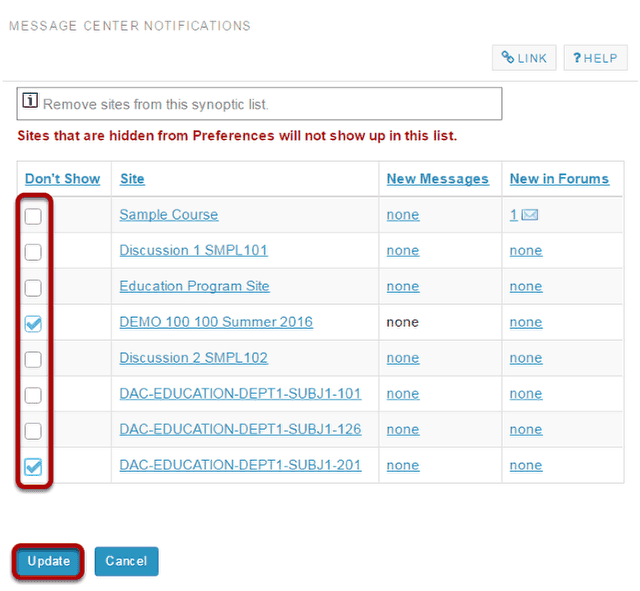 MESSAGE CENTER NOTIFICATIONS
LINK ? HELP
i Remove sites from this synoptic list.
Sites that are hidden from Preferences will not show up in this list.
Don't Show Site New Messages New in Forums
Sample Course none 1
Discussion 1 SMPL101 none none
Education Program Site none none
DEMO 100 100 Summer 2016 none none
Discussion 2 SMPL102 none none
DAC-EDUCATION-DEPT1-SUBJ1-101 none none
DAC-EDUCATION-DEPT1-SUBJ1-126 none none
DAC-EDUCATION-DEPT1-SUBJ1-201 none none
Update Cancel